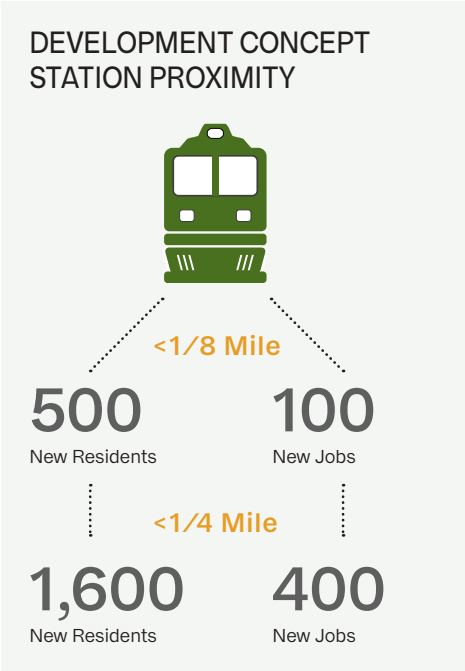 DEVELOPMENT CONCEPT
STATION PROXIMITY
<1/8 Mile
500
New Residents
100
New Jobs
<1/4 Mile
1,600
New Residents
400
New Jobs